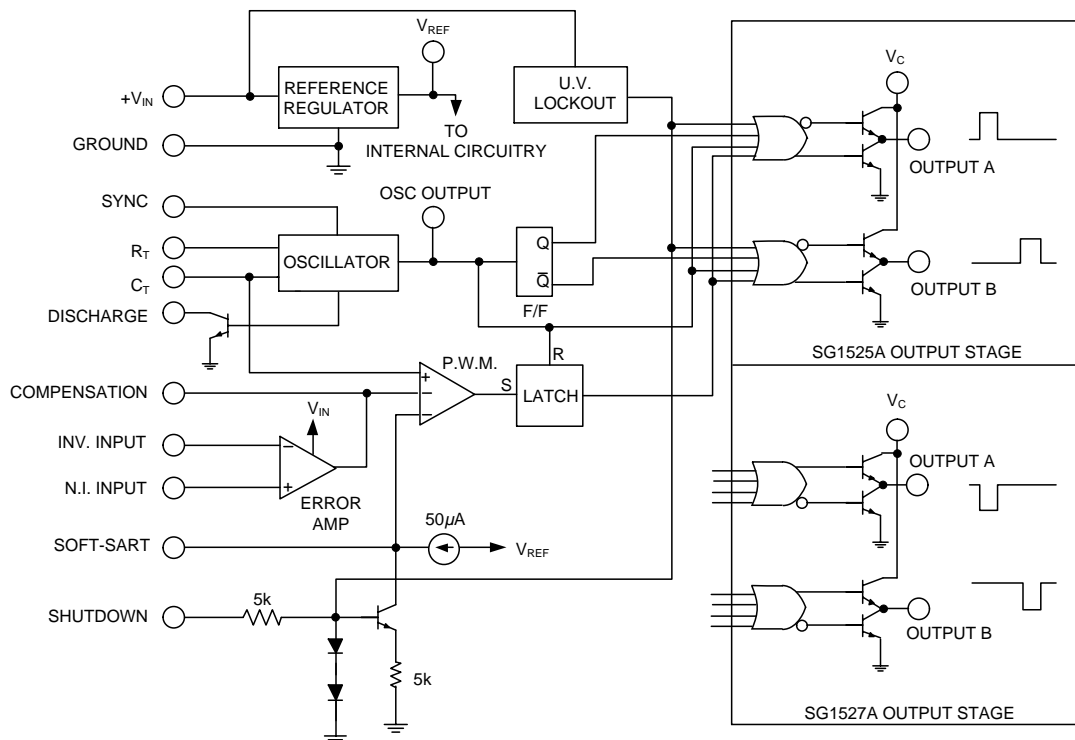 V_REF
+V_IN
REFERENCE
REGULATOR
U.V.
LOCKOUT
V_C
GROUND
TO
INTERNAL CIRCUITRY
OUTPUT A
SYNC
OSC OUTPUT
R_T
OSCILLATOR
Q
C_T
Q̅
OUTPUT B
DISCHARGE
F/F
P.W.M.
R
SG1525A OUTPUT STAGE
+
COMPENSATION
−
S
LATCH
−
V_IN
V_C
INV. INPUT
−
OUTPUT A
N.I. INPUT
+
ERROR
AMP
50µA
SOFT-SART
V_REF
5k
SHUTDOWN
OUTPUT B
5k
SG1527A OUTPUT STAGE